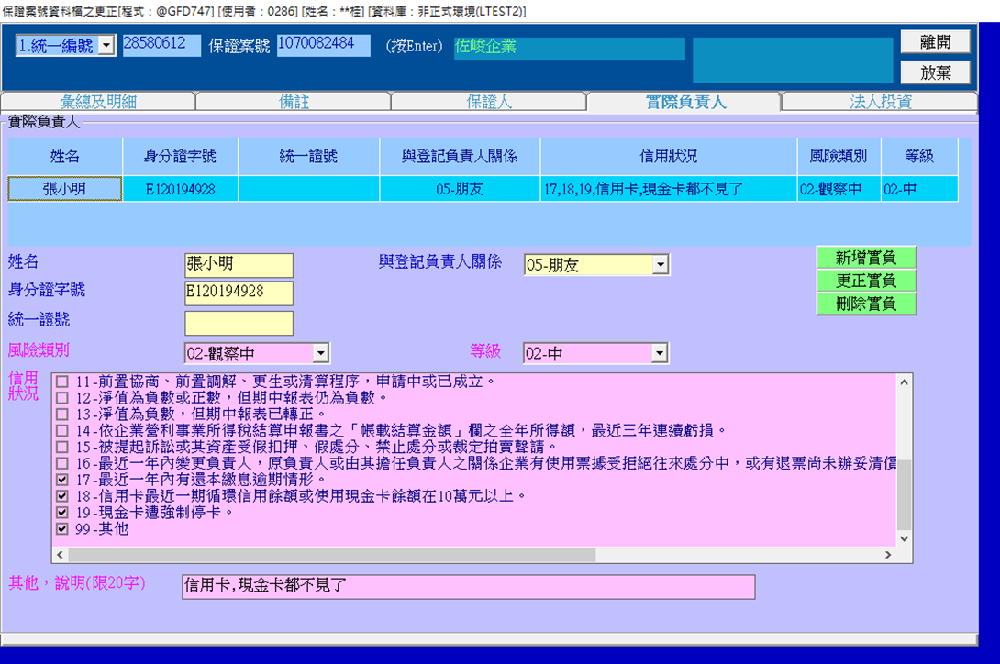 保證案號資料檔之更正[程式：@GFD747] [使用者：0286] [姓名：**桂] [資料庫：非正式環境(LTEST2)]
1.統一編號 28580612 保證案號 1070082484 (按Enter) 佐峻企業 離開
放棄
彙總及明細 備註 保證人 實際負責人 法人投資
實際負責人
姓名 身分證字號 統一證號 與登記負責人關係 信用狀況 風險類別 等級
張小明 E120194928 05-朋友 17,18,19,信用卡,現金卡都不見了 02-觀察中 02-中
姓名 張小明 與登記負責人關係 05-朋友 新增實負
身分證字號 E120194928 更正實負
統一證號 刪除實負
風險類別 02-觀察中 等級 02-中
信用狀況
11-前置協商、前置調解、更生或清算程序，申請中或已成立。
12-淨值為負數或正數，但期中報表仍為負數。
13-淨值為負數，但期中報表已轉正。
14-依企業營利事業所得稅結算申報書之「帳載結算金額」欄之全年所得額，最近三年連續虧損。
15-被提起訴訟或其資產受假扣押、假處分、禁止處分或裁定拍賣聲請。
16-最近一年內變更負責人，原負責人或由其擔任負責人之關係企業有使用票據受拒絕往來處分中，或有退票尚未辦妥清償
17-最近一年內有還本繳息逾期情形。
18-信用卡最近一期循環信用餘額或使用現金卡餘額在10萬元以上。
19-現金卡遭強制停卡。
99-其他
其他，說明(限20字) 信用卡,現金卡都不見了